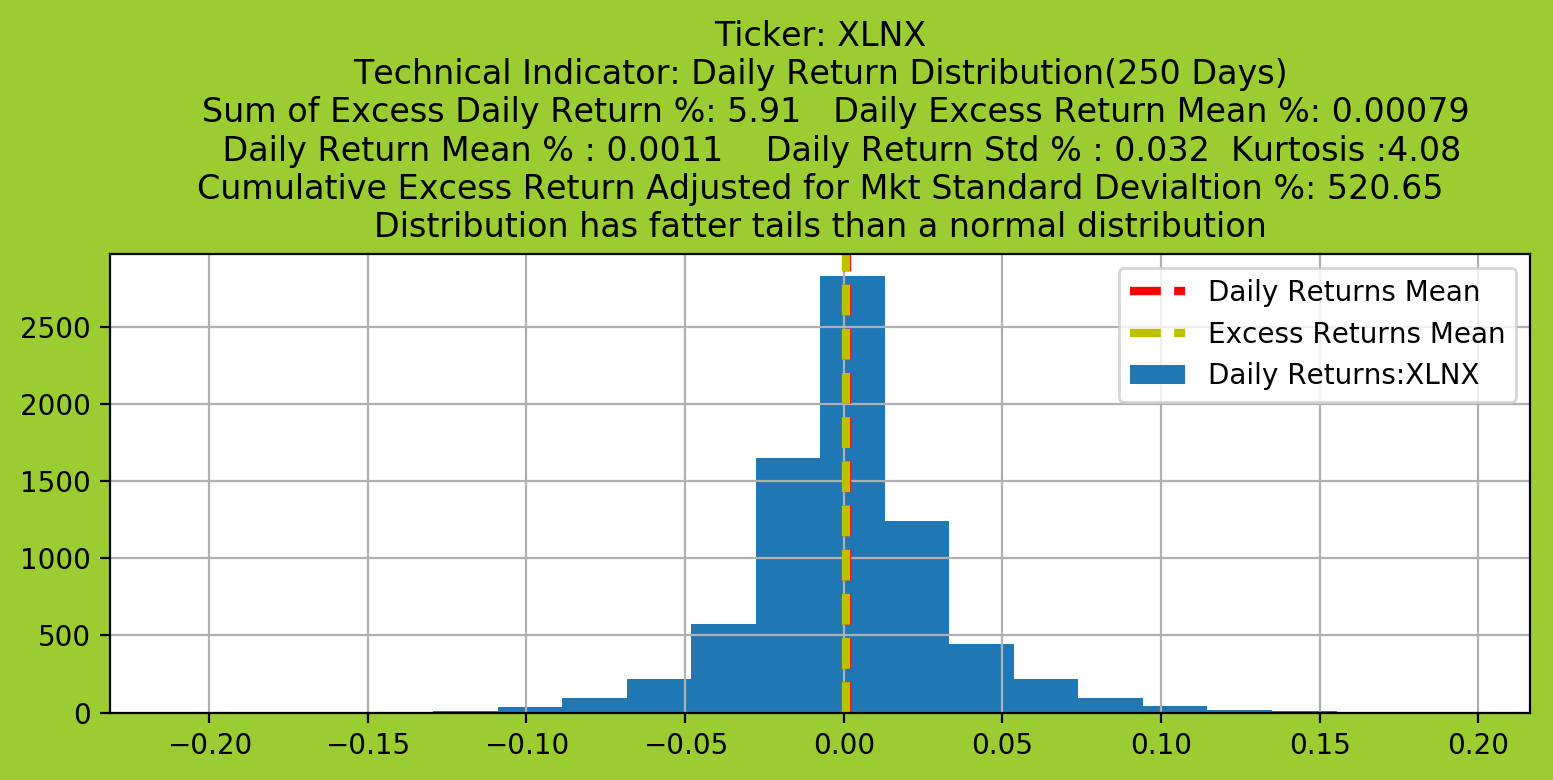 Ticker: XLNX
Technical Indicator: Daily Return Distribution(250 Days)
Sum of Excess Daily Return %: 5.91   Daily Excess Return Mean %: 0.00079
Daily Return Mean % : 0.0011    Daily Return Std % : 0.032  Kurtosis :4.08
Cumulative Excess Return Adjusted for Mkt Standard Devialtion %: 520.65
Distribution has fatter tails than a normal distribution
Daily Returns Mean
Excess Returns Mean
Daily Returns:XLNX
2500
2000
1500
1000
500
0
−0.20 −0.15 −0.10 −0.05 0.00 0.05 0.10 0.15 0.20